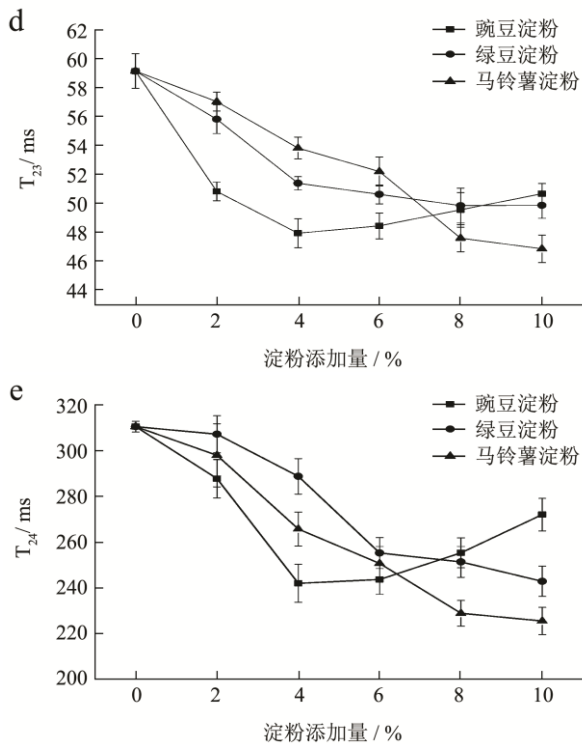 d
62
60
58
56
54
52
50
48
46
44
T23/ ms
豌豆淀粉
绿豆淀粉
马铃薯淀粉
0 2 4 6 8 10
淀粉添加量 / %
e
320
300
280
260
240
220
200
T24/ ms
豌豆淀粉
绿豆淀粉
马铃薯淀粉
0 2 4 6 8 10
淀粉添加量 / %